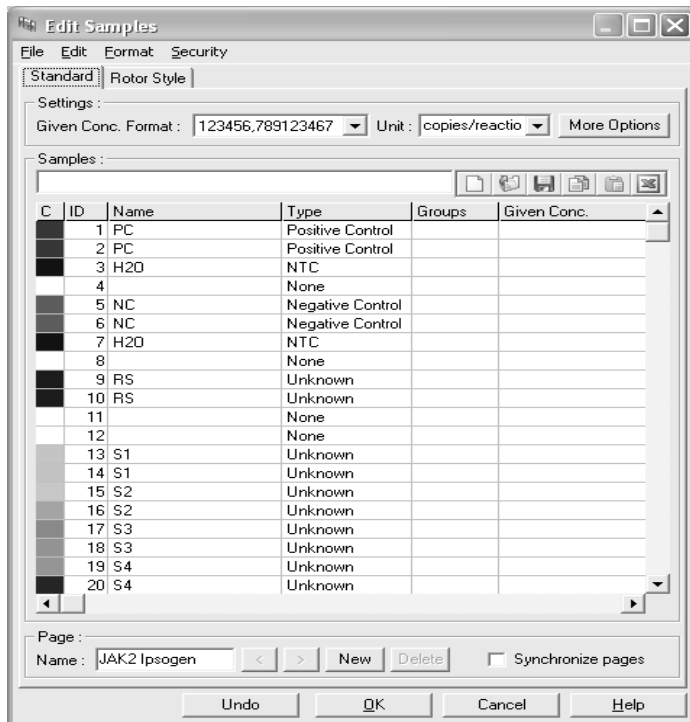 Edit Samples
File Edit Format Security
Standard Rotor Style
Settings :
Given Conc. Format : 123456,789123467 Unit : copies/reactio More Options
Samples :
C ID Name Type Groups Given Conc.
1 PC Positive Control
2 PC Positive Control
3 H2O NTC
4 None
5 NC Negative Control
6 NC Negative Control
7 H2O NTC
8 None
9 RS Unknown
10 RS Unknown
11 None
12 None
13 S1 Unknown
14 S1 Unknown
15 S2 Unknown
16 S2 Unknown
17 S3 Unknown
18 S3 Unknown
19 S4 Unknown
20 S4 Unknown
Page :
Name : JAK2 Ipsogen < > New Delete Synchronize pages
Undo OK Cancel Help